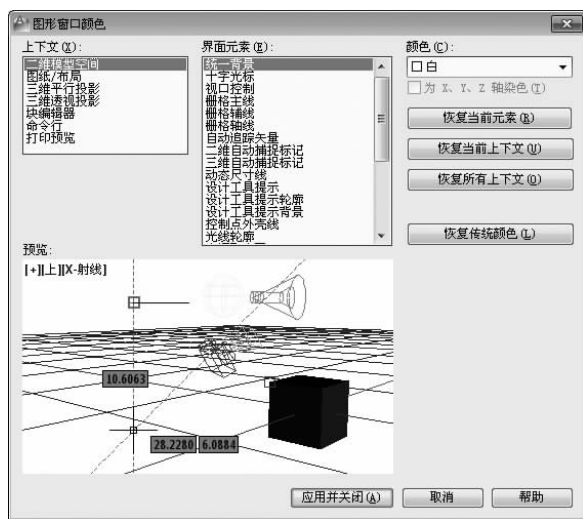 图形窗口颜色
上下文(X):
二维模型空间
图纸/布局
三维平行投影
三维透视投影
块编辑器
命令行
打印预览
界面元素(E):
统一背景
十字光标
视口控制
栅格主线
栅格辅线
栅格轴线
自动追踪矢量
二维自动捕捉标记
三维自动捕捉标记
动态尺寸线
设计工具提示
设计工具提示轮廓
设计工具提示背景
控制点外壳线
光线轮廓
颜色(C):
白
为 X、Y、Z 轴染色(T)
恢复当前元素(R)
恢复当前上下文(U)
恢复所有上下文(O)
恢复传统颜色(L)
预览:
[+][上][X-射线]
10.6063
28.2280 6.0884
应用并关闭(A)
取消
帮助